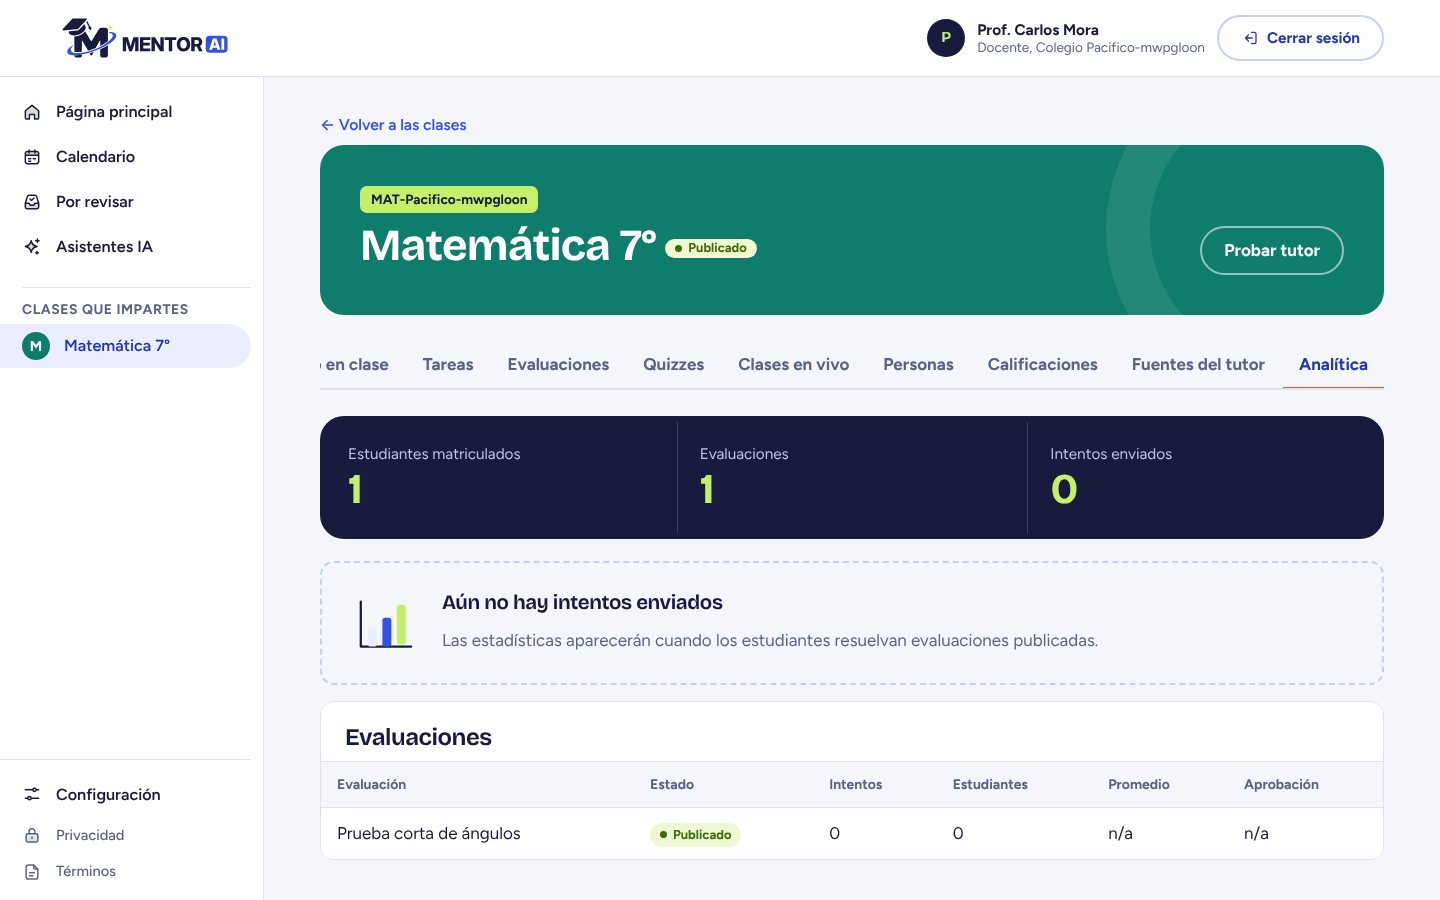 MENTOR AI
P
Prof. Carlos Mora
Docente, Colegio Pacifico-mwpgloon
Cerrar sesión
Página principal
Calendario
Por revisar
Asistentes IA
CLASES QUE IMPARTES
M Matemática 7°
Configuración
Privacidad
Términos
← Volver a las clases
MAT-Pacifico-mwpgloon
Matemática 7° Publicado
Probar tutor
en clase Tareas Evaluaciones Quizzes Clases en vivo Personas Calificaciones Fuentes del tutor Analítica
Estudiantes matriculados Evaluaciones Intentos enviados
1 1 0
Aún no hay intentos enviados
Las estadísticas aparecerán cuando los estudiantes resuelvan evaluaciones publicadas.
Evaluaciones
Evaluación Estado Intentos Estudiantes Promedio Aprobación
Prueba corta de ángulos Publicado 0 0 n/a n/a